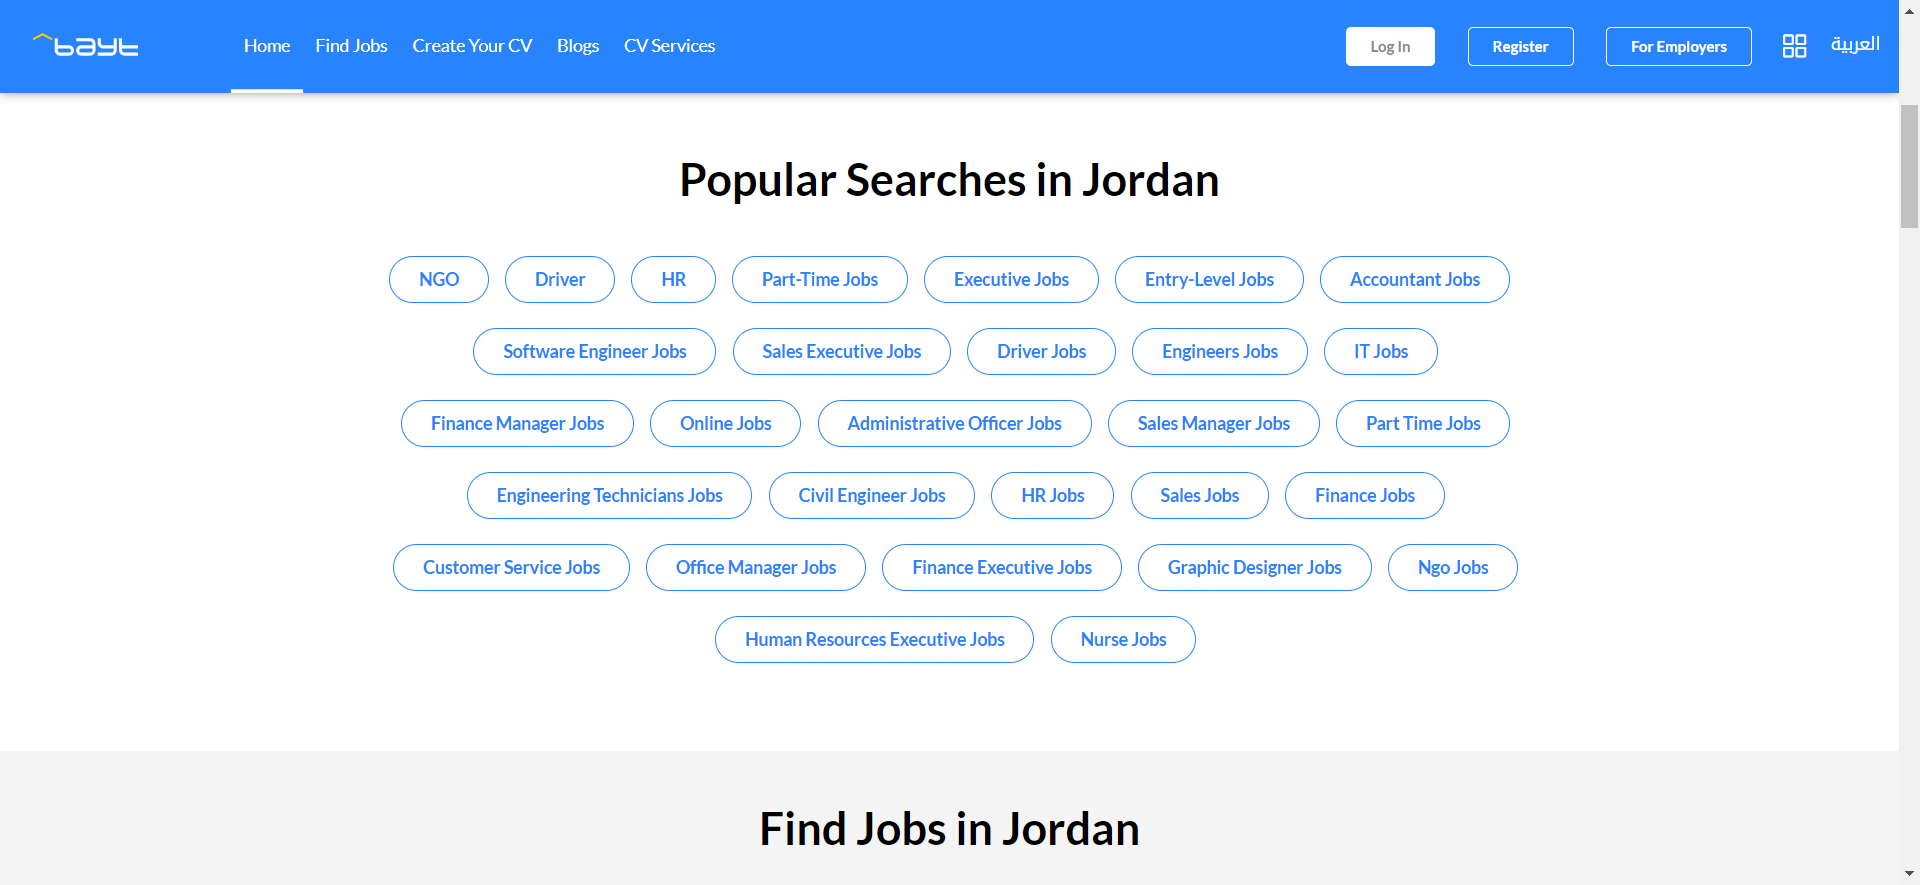 bayt Home Find Jobs Create Your CV Blogs CV Services Log In Register For Employers العربية
Popular Searches in Jordan
NGO Driver HR Part-Time Jobs Executive Jobs Entry-Level Jobs Accountant Jobs
Software Engineer Jobs Sales Executive Jobs Driver Jobs Engineers Jobs IT Jobs
Finance Manager Jobs Online Jobs Administrative Officer Jobs Sales Manager Jobs Part Time Jobs
Engineering Technicians Jobs Civil Engineer Jobs HR Jobs Sales Jobs Finance Jobs
Customer Service Jobs Office Manager Jobs Finance Executive Jobs Graphic Designer Jobs Ngo Jobs
Human Resources Executive Jobs Nurse Jobs
Find Jobs in Jordan